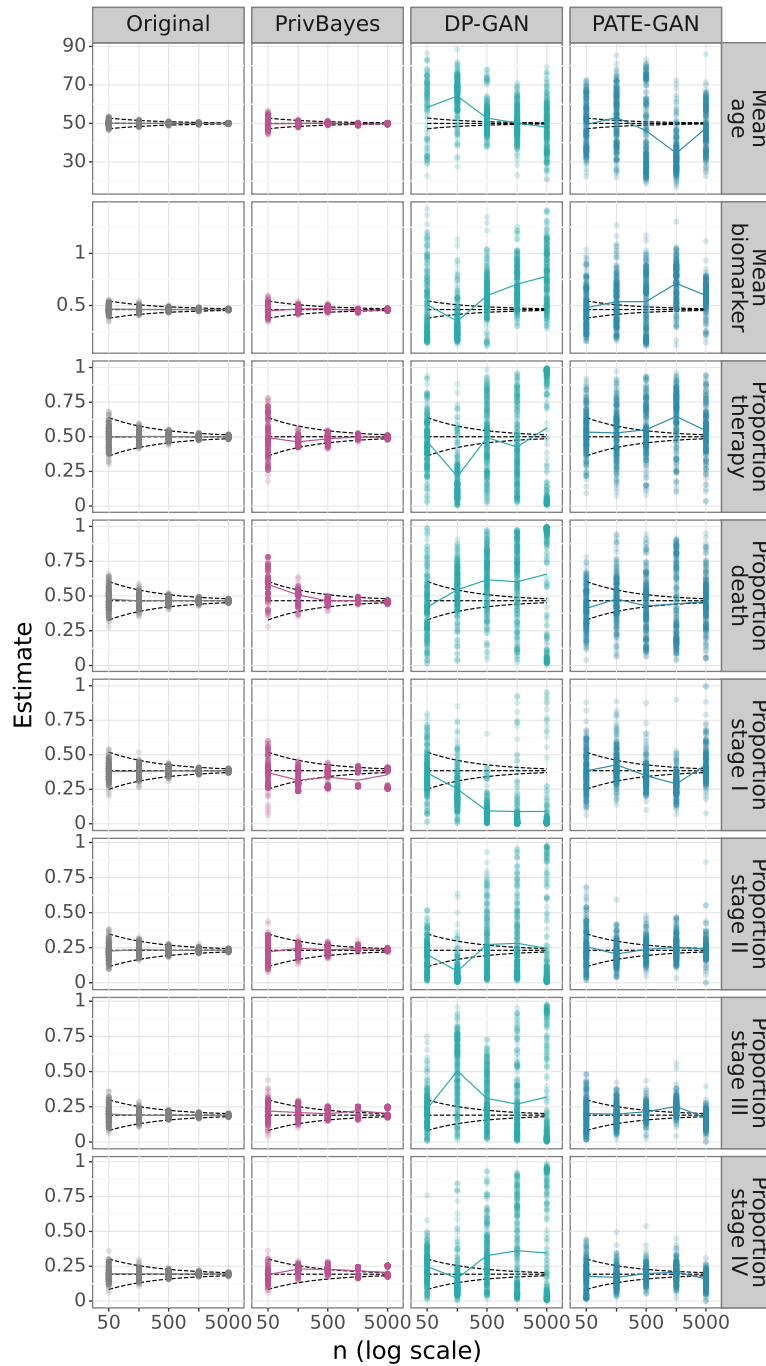 Original PrivBayes DP-GAN PATE-GAN
90
70
50
30
Mean
age
1
0.5
Mean
biomarker
1
0.75
0.50
0.25
0
Proportion
therapy
1
0.75
0.50
0.25
0
Proportion
death
1
0.75
0.50
0.25
0
Proportion
stage I
1
0.75
0.50
0.25
0
Proportion
stage II
1
0.75
0.50
0.25
0
Proportion
stage III
1
0.75
0.50
0.25
0
Proportion
stage IV
Estimate
50 500 5000 50 500 5000 50 500 5000 50 500 5000
n (log scale)